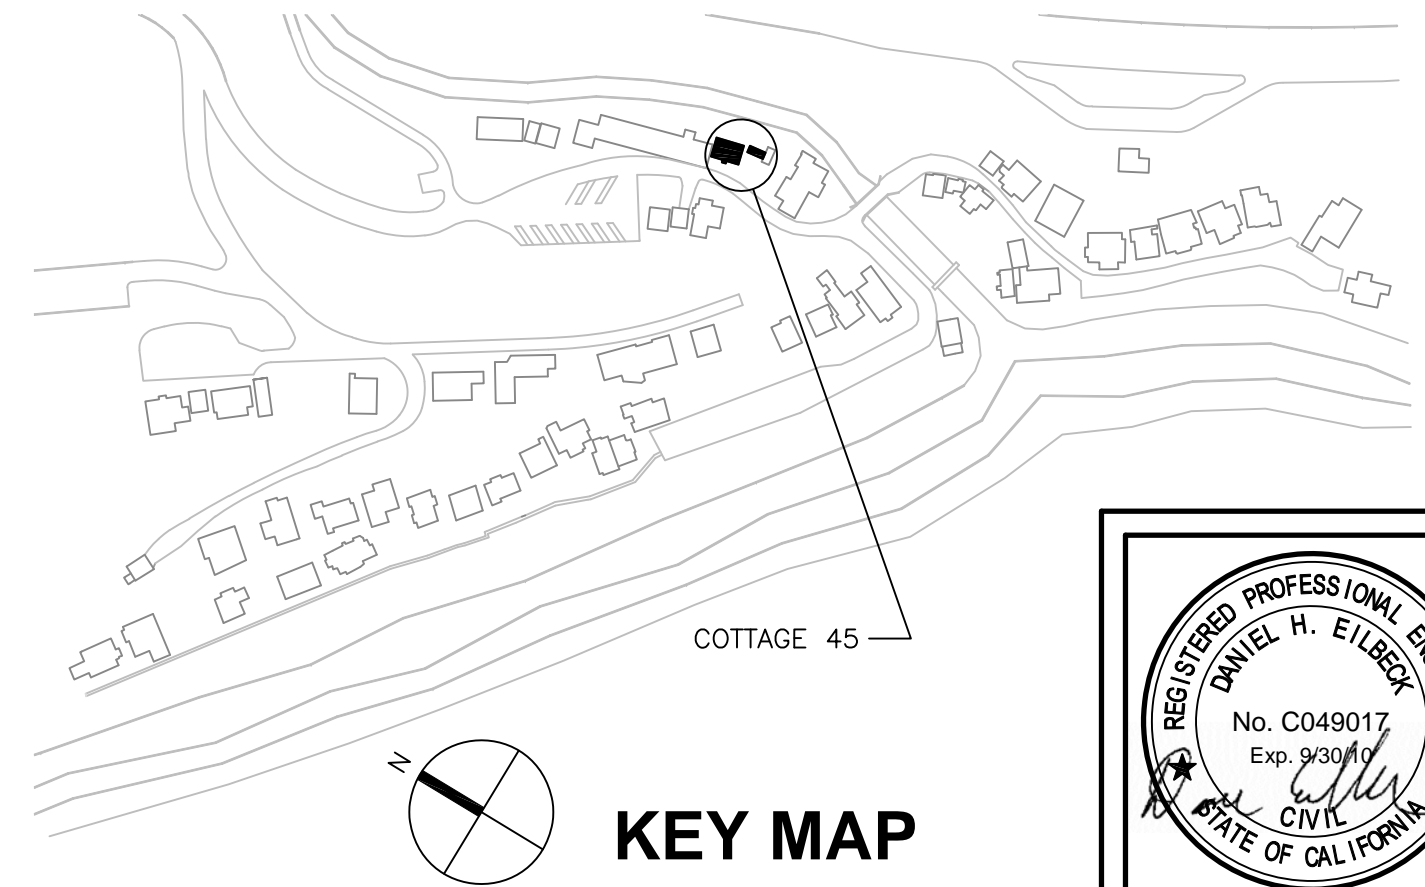 COTTAGE 45
N
KEY MAP
REGISTERED PROFESSIONAL
DANIEL H. EILBECK
No. C049017
Exp. 9/30/10
CIVIL
STATE OF CALIFORNIA